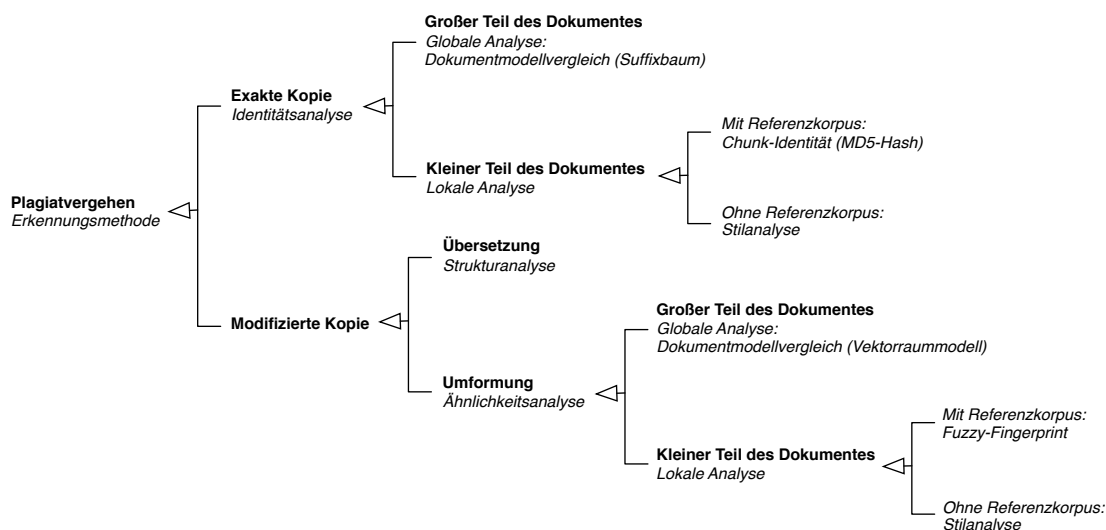 Großer Teil des Dokumentes
Globale Analyse:
Dokumentmodellvergleich (Suffixbaum)
Exakte Kopie
Identitätsanalyse
Mit Referenzkorpus:
Chunk-Identität (MD5-Hash)
Kleiner Teil des Dokumentes
Lokale Analyse
Plagiatvergehen
Erkennungsmethode
Ohne Referenzkorpus:
Stilanalyse
Übersetzung
Strukturanalyse
Modifizierte Kopie
Großer Teil des Dokumentes
Globale Analyse:
Dokumentmodellvergleich (Vektorraummodell)
Umformung
Ähnlichkeitsanalyse
Mit Referenzkorpus:
Fuzzy-Fingerprint
Kleiner Teil des Dokumentes
Lokale Analyse
Ohne Referenzkorpus:
Stilanalyse